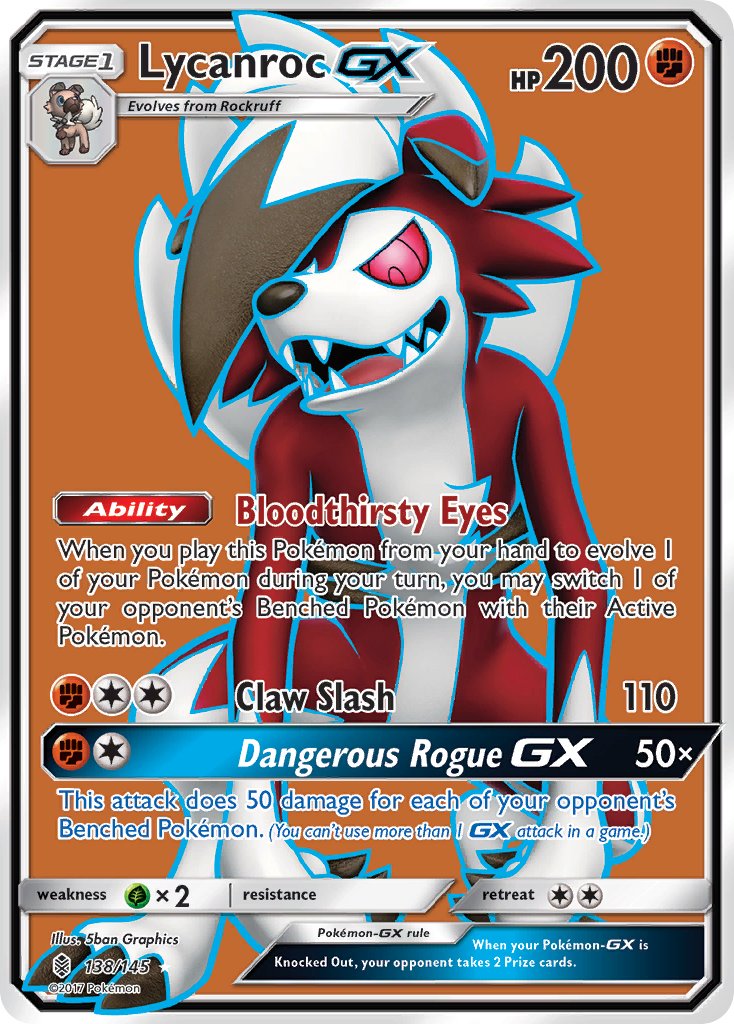 STAGE1 Lycanroc GX HP200
Evolves from Rockruff
Ability Bloodthirsty Eyes
When you play this Pokémon from your hand to evolve 1
of your Pokémon during your turn, you may switch 1 of
your opponent's Benched Pokémon with their Active
Pokémon.
Claw Slash 110
Dangerous Rogue GX 50×
This attack does 50 damage for each of your opponent's
Benched Pokémon. (You can't use more than 1 GX attack in a game.)
weakness ×2 resistance retreat
Illus. 5ban Graphics
138/145
©2017 Pokémon
Pokémon-GX rule
When your Pokémon-GX is
Knocked Out, your opponent takes 2 Prize cards.